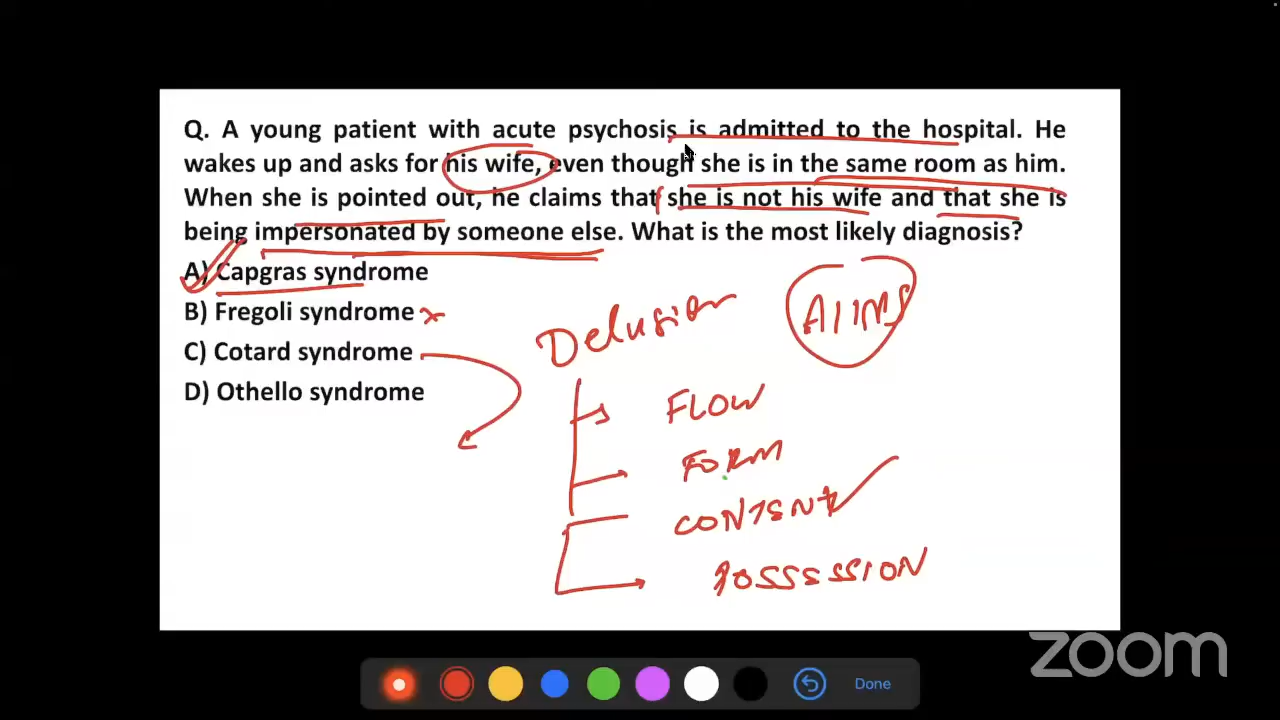 Q. A young patient with acute psychosis is admitted to the hospital. He
wakes up and asks for his wife, even though she is in the same room as him.
When she is pointed out, he claims that she is not his wife and that she is
being impersonated by someone else. What is the most likely diagnosis?
A) Capgras syndrome
B) Fregoli syndrome
C) Cotard syndrome
D) Othello syndrome
Delusion
AIIMS
FLOW
FORM
CONTENT
POSSESSION
zoom
Done